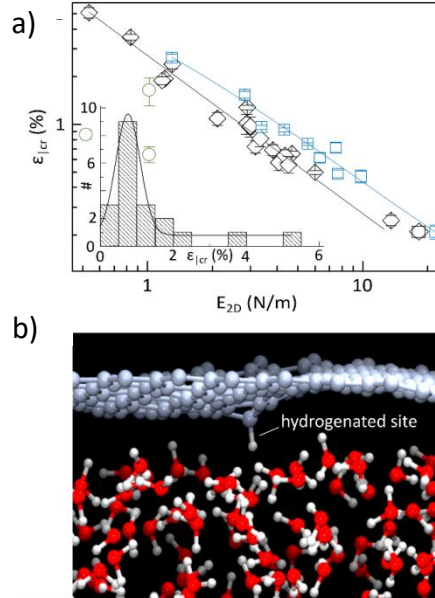 a)
ε|cr (%)
1
10
8
6
4
2
0
#
0
2
4
6
ε|cr (%)
1
10
E2D (N/m)
b)
hydrogenated site